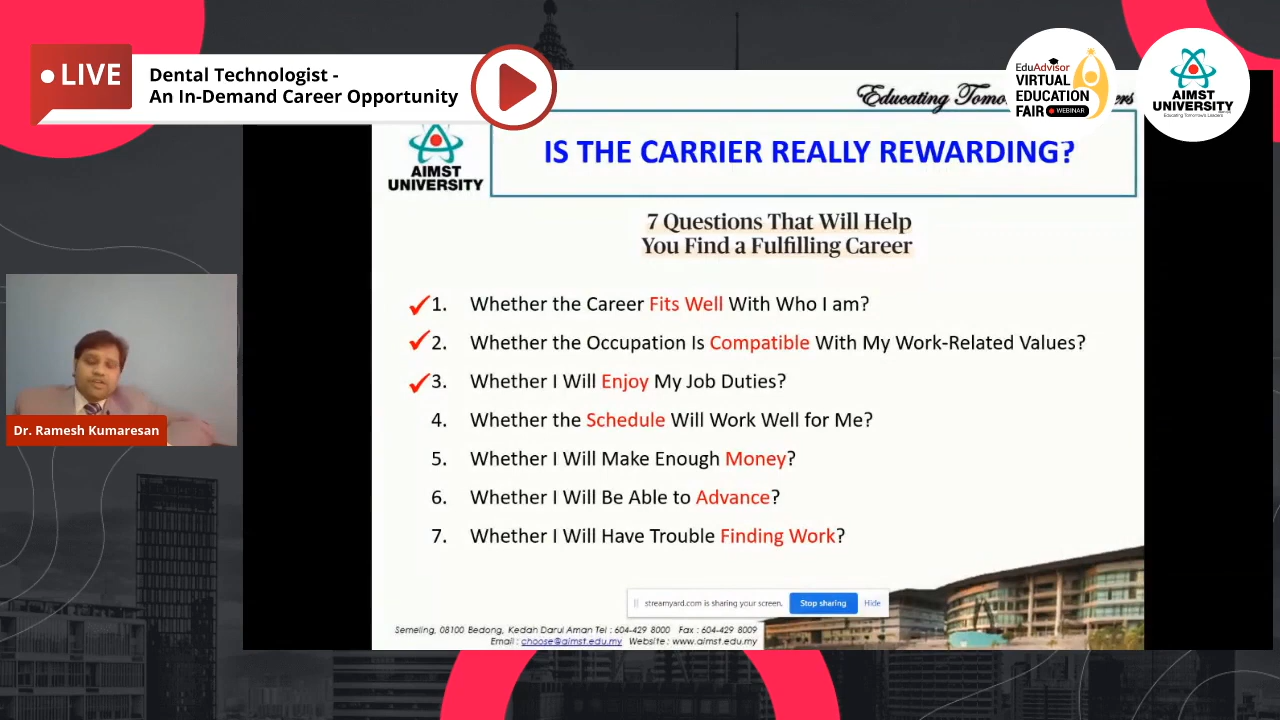 LIVE
Dental Technologist -
An In-Demand Career Opportunity
EduAdvisor
VIRTUAL
EDUCATION
FAIR WEBINAR
AIMST
UNIVERSITY
Educating Tomorrow's Leaders
Educating
AIMST
UNIVERSITY
IS THE CARRIER REALLY REWARDING?
7 Questions That Will Help
You Find a Fulfilling Career
✓1. Whether the Career Fits Well With Who I am?
✓2. Whether the Occupation Is Compatible With My Work-Related Values?
✓3. Whether I Will Enjoy My Job Duties?
4. Whether the Schedule Will Work Well for Me?
5. Whether I Will Make Enough Money?
6. Whether I Will Be Able to Advance?
7. Whether I Will Have Trouble Finding Work?
Dr. Ramesh Kumaresan
streamyard.com is sharing your screen. Stop sharing Hide
Semeling, 08100 Bedong, Kedah Darul Aman Tel : 604-429 8000 Fax : 604-429 8009
Email : choose@aimst.edu.my Website : www.aimst.edu.my